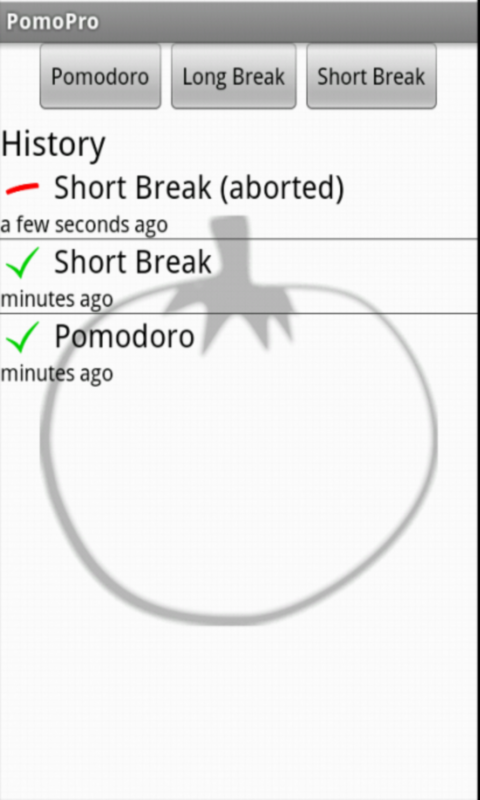 PomoPro
Pomodoro Long Break Short Break
History
Short Break (aborted)
a few seconds ago
Short Break
minutes ago
Pomodoro
minutes ago